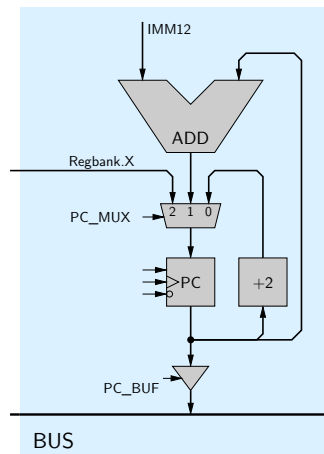 IMM12
ADD
Regbank.X
2 1 0
PC_MUX
PC
+2
PC_BUF
BUS